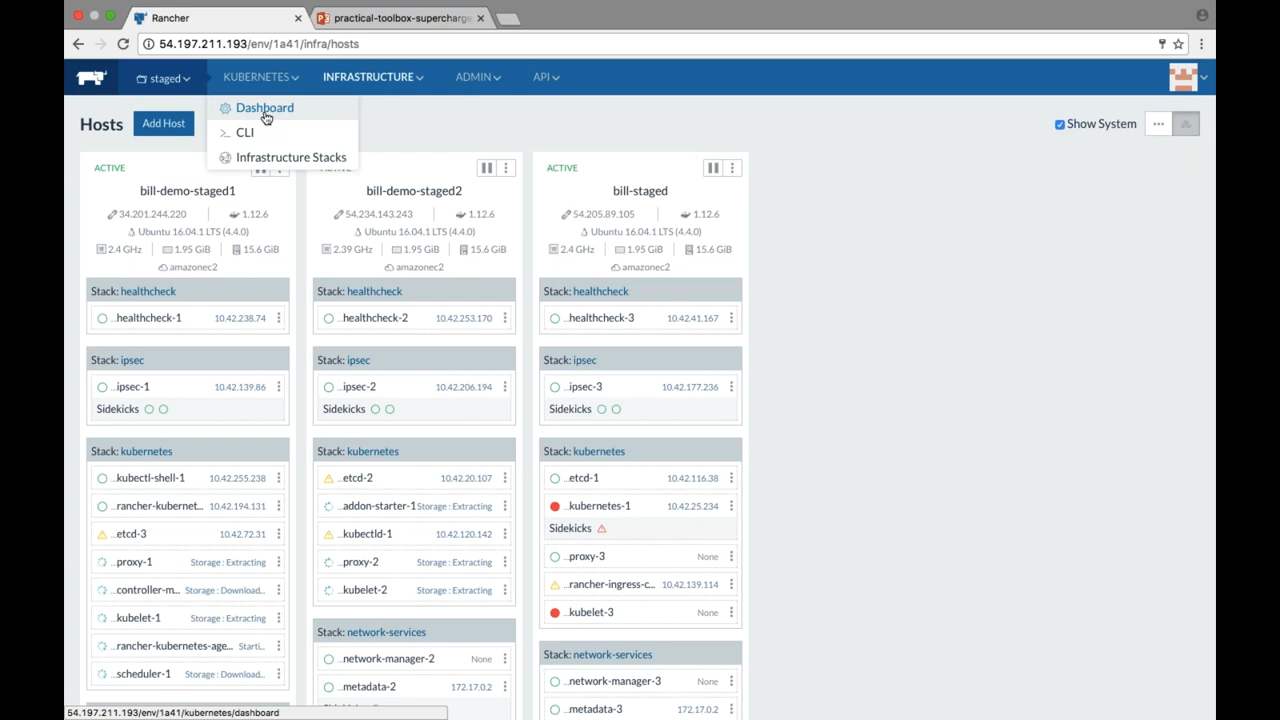 Rancher
practical-toolbox-supercharge
54.197.211.193/env/1a41/infra/hosts
staged
KUBERNETES
INFRASTRUCTURE
ADMIN
API
Dashboard
CLI
Infrastructure Stacks
Hosts
Add Host
Show System
ACTIVE
bill-demo-staged1
34.201.244.220
1.12.6
Ubuntu 16.04.1 LTS (4.4.0)
2.4 GHz
1.95 GiB
15.6 GiB
amazonec2
Stack: healthcheck
...healthcheck-1
10.42.238.74
Stack: ipsec
...ipsec-1
10.42.139.86
Sidekicks
Stack: kubernetes
...kubectl-shell-1
10.42.255.238
...rancher-kubernet...
10.42.194.131
...etcd-3
10.42.72.31
...proxy-1
Storage : Extracting
...controller-m...
Storage : Download...
...kubelet-1
Storage : Extracting
...rancher-kubernetes-age...
Starti...
...scheduler-1
Storage : Download...
bill-demo-staged2
54.234.143.243
1.12.6
Ubuntu 16.04.1 LTS (4.4.0)
2.39 GHz
1.95 GiB
15.6 GiB
amazonec2
Stack: healthcheck
...healthcheck-2
10.42.253.170
Stack: ipsec
...ipsec-2
10.42.206.194
Sidekicks
Stack: kubernetes
...etcd-2
10.42.20.107
...addon-starter-1
Storage : Extracting
...kubectld-1
10.42.120.142
...proxy-2
Storage : Extracting
...kubelet-2
Storage : Extracting
Stack: network-services
...network-manager-2
None
...metadata-2
172.17.0.2
ACTIVE
bill-staged
54.205.89.105
1.12.6
Ubuntu 16.04.1 LTS (4.4.0)
2.4 GHz
1.95 GiB
15.6 GiB
amazonec2
Stack: healthcheck
...healthcheck-3
10.42.41.167
Stack: ipsec
...ipsec-3
10.42.177.236
Sidekicks
Stack: kubernetes
...etcd-1
10.42.116.38
...kubernetes-1
10.42.25.234
Sidekicks
...proxy-3
None
...rancher-ingress-c...
10.42.139.114
...kubelet-3
None
Stack: network-services
...network-manager-3
None
...metadata-3
172.17.0.2
54.197.211.193/env/1a41/kubernetes/dashboard